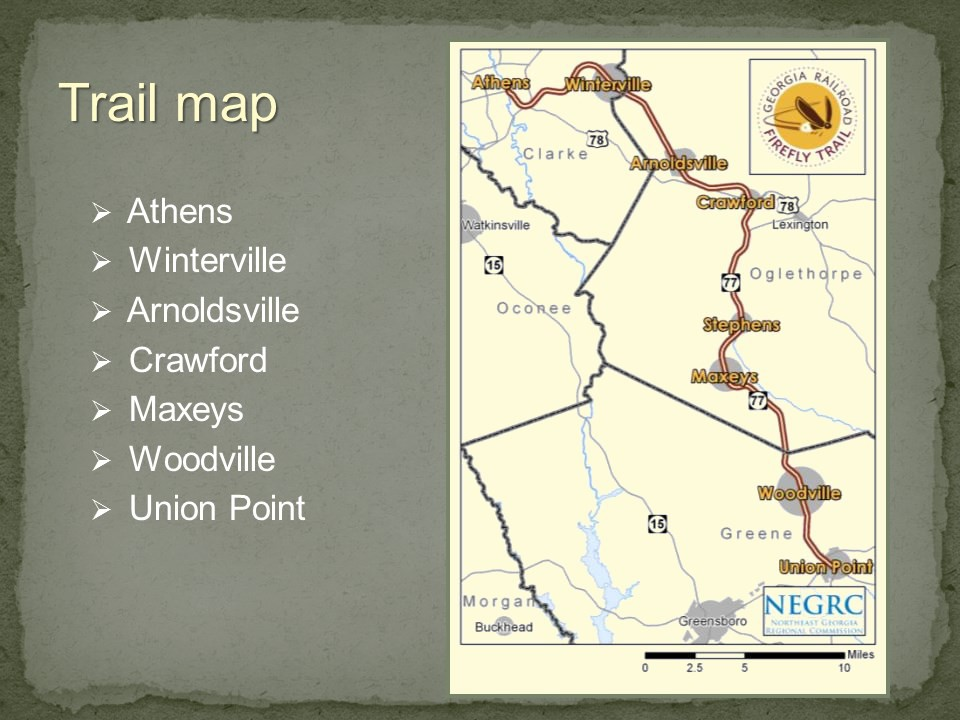 Trail map
Athens
Winterville
Arnoldsville
Crawford
Maxeys
Woodville
Union Point
Athens
Winterville
GEORGIA RAILROAD
FIREFLY TRAIL
78
Clarke
Arnoldsville
Crawford
78
Watkinsville
Lexington
15
77
Oglethorpe
Oconee
Stephens
Maxeys
77
Woodville
15
Greene
Union Point
Morgan
NEGRC
NORTHEAST GEORGIA
REGIONAL COMMISSION
Buckhead
Greensboro
Miles
0 2.5 5 10